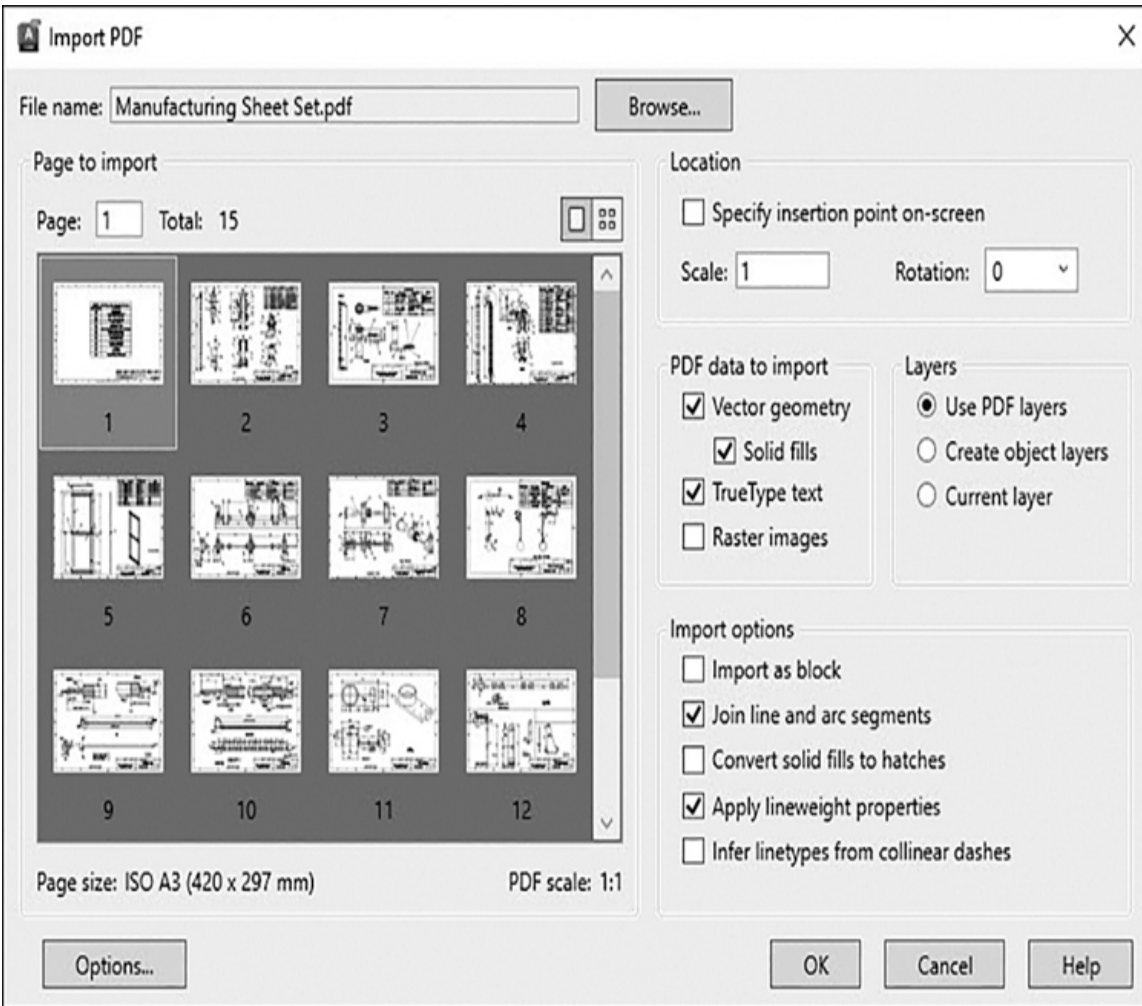 Import PDF
File name: Manufacturing Sheet Set.pdf Browse...
Page to import
Page: 1 Total: 15
1 2 3 4
5 6 7 8
9 10 11 12
Page size: ISO A3 (420 x 297 mm) PDF scale: 1:1
Location
Specify insertion point on-screen
Scale: 1 Rotation: 0
PDF data to import
Vector geometry
Solid fills
TrueType text
Raster images
Layers
Use PDF layers
Create object layers
Current layer
Import options
Import as block
Join line and arc segments
Convert solid fills to hatches
Apply lineweight properties
Infer linetypes from collinear dashes
Options... OK Cancel Help